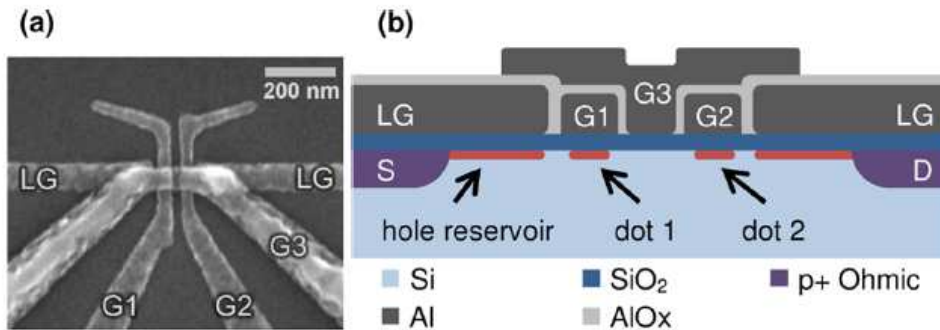 (a)
200 nm
LG
LG
G3
G1
G2
(b)
LG
G1
G3
G2
LG
S
D
hole reservoir
dot 1
dot 2
Si
SiO₂
p+ Ohmic
Al
AlOx